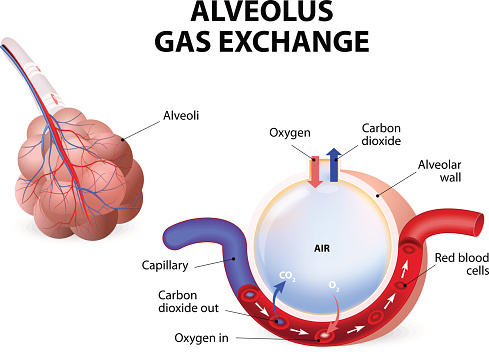 ALVEOLUS
GAS EXCHANGE
Alveoli
Oxygen
Carbon
dioxide
Alveolar
wall
AIR
Capillary
CO2
O2
Red blood
cells
Carbon
dioxide out
Oxygen in